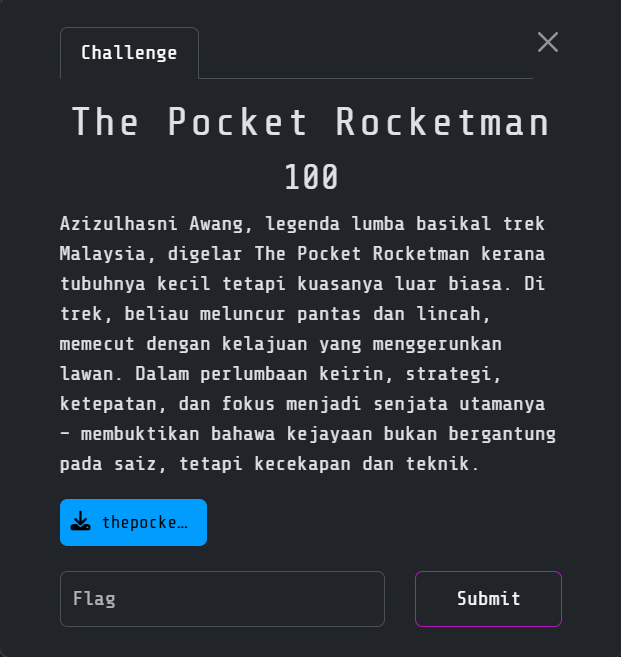 Challenge
The Pocket Rocketman
100
Azizulhasni Awang, legenda lumba basikal trek
Malaysia, digelar The Pocket Rocketman kerana
tubuhnya kecil tetapi kuasanya luar biasa. Di
trek, beliau meluncur pantas dan lincah,
memecut dengan kelajuan yang menggerunkan
lawan. Dalam perlumbaan keirin, strategi,
ketepatan, dan fokus menjadi senjata utamanya
– membuktikan bahawa kejayaan bukan bergantung
pada saiz, tetapi kecekapan dan teknik.
thepocke…
Flag
Submit